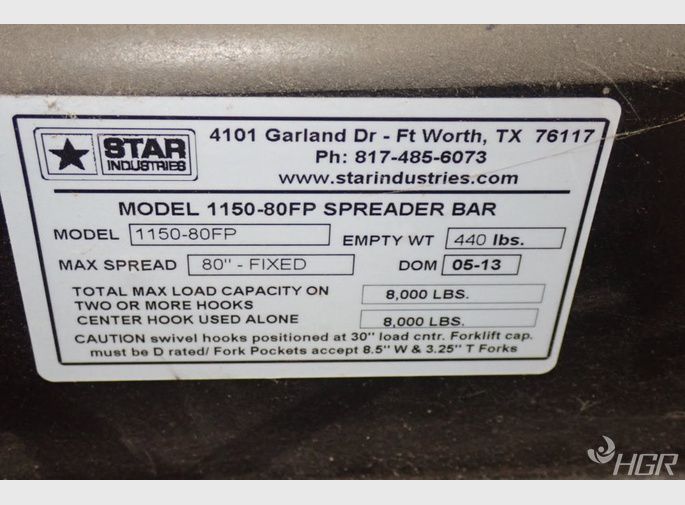 STAR
INDUSTRIES
4101 Garland Dr - Ft Worth, TX 76117
Ph: 817-485-6073
www.starindustries.com
MODEL 1150-80FP SPREADER BAR
MODEL 1150-80FP EMPTY WT 440 lbs.
MAX SPREAD 80" - FIXED DOM 05-13
TOTAL MAX LOAD CAPACITY ON
TWO OR MORE HOOKS 8,000 LBS.
CENTER HOOK USED ALONE 8,000 LBS.
CAUTION swivel hooks positioned at 30" load cntr. Forklift cap.
must be D rated/ Fork Pockets accept 8.5" W & 3.25" T Forks
HGR